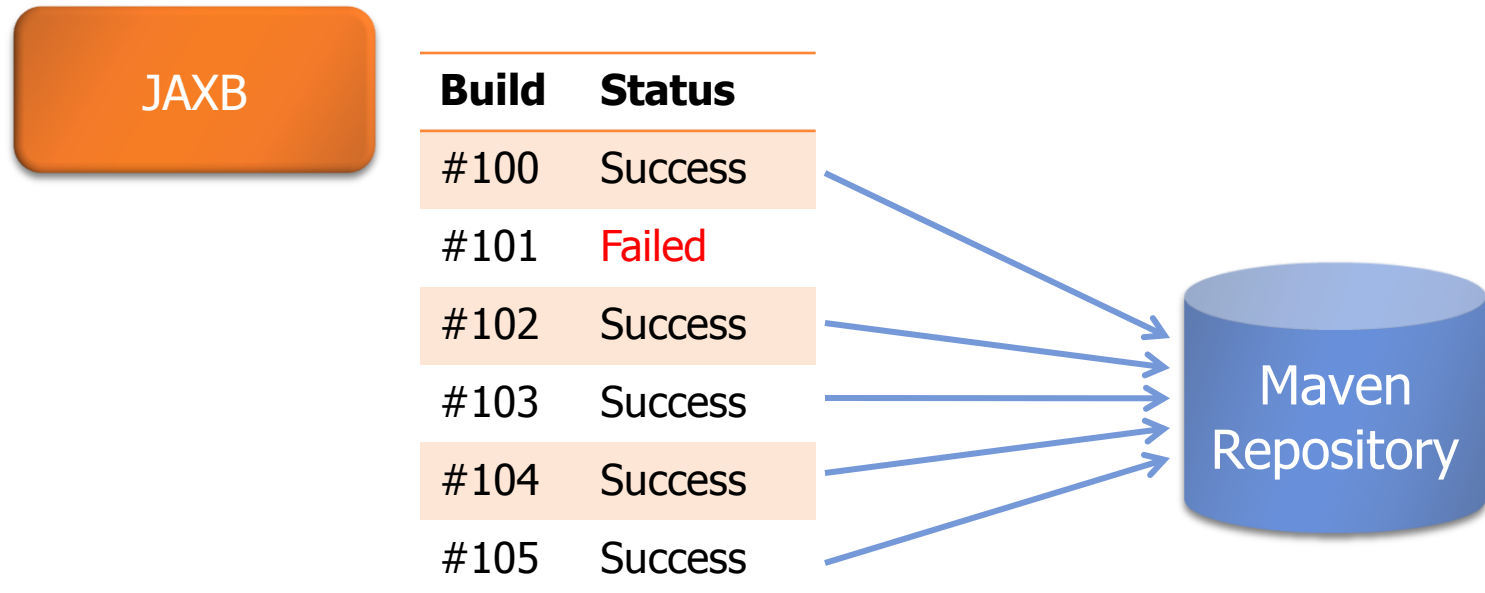 JAXB
Build Status
#100 Success
#101 Failed
#102 Success
#103 Success
#104 Success
#105 Success
Maven
Repository